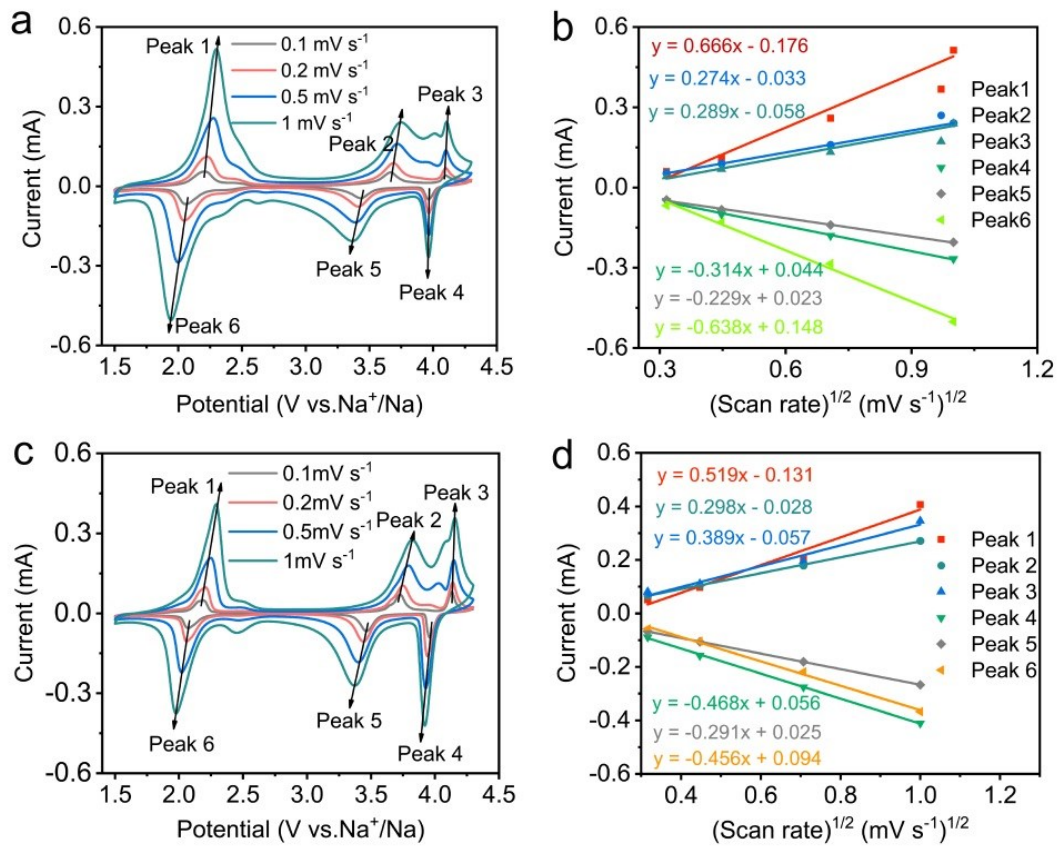 a
Peak 1
0.1 mV s⁻¹
0.2 mV s⁻¹
0.5 mV s⁻¹
1 mV s⁻¹
Peak 2
Peak 3
Peak 4
Peak 5
Peak 6
0.6
0.3
0.0
-0.3
-0.6
Current (mA)
1.5 2.0 2.5 3.0 3.5 4.0 4.5
Potential (V vs.Na⁺/Na)
b
y = 0.666x - 0.176
y = 0.274x - 0.033
y = 0.289x - 0.058
Peak1
Peak2
Peak3
Peak4
Peak5
Peak6
y = -0.314x + 0.044
y = -0.229x + 0.023
y = -0.638x + 0.148
0.6
0.3
0.0
-0.3
-0.6
Current (mA)
0.3 0.6 0.9 1.2
(Scan rate)¹ᐟ² (mV s⁻¹)¹ᐟ²
c
Peak 1
0.1mV s⁻¹
0.2mV s⁻¹
0.5mV s⁻¹
1mV s⁻¹
Peak 2
Peak 3
Peak 4
Peak 5
Peak 6
0.6
0.3
0.0
-0.3
-0.6
Current (mA)
1.5 2.0 2.5 3.0 3.5 4.0 4.5
Potential (V vs.Na⁺/Na)
d
y = 0.519x - 0.131
y = 0.298x - 0.028
y = 0.389x - 0.057
Peak 1
Peak 2
Peak 3
Peak 4
Peak 5
Peak 6
y = -0.468x + 0.056
y = -0.291x + 0.025
y = -0.456x + 0.094
0.6
0.4
0.2
0.0
-0.2
-0.4
-0.6
Current (mA)
0.4 0.6 0.8 1.0 1.2
(Scan rate)¹ᐟ² (mV s⁻¹)¹ᐟ²